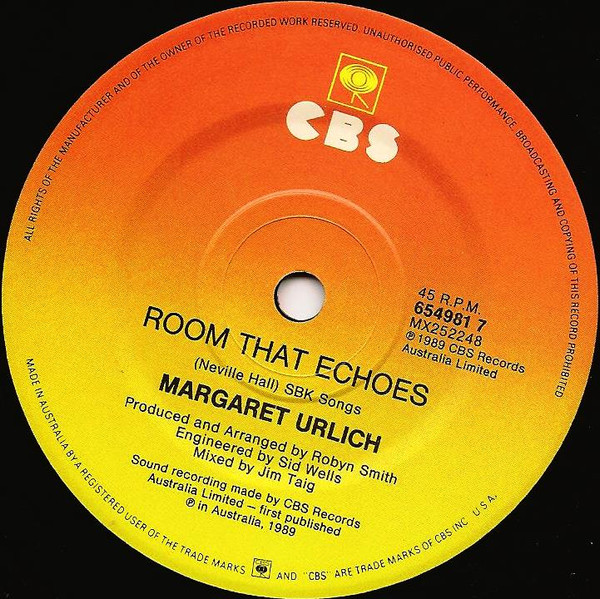 ALL RIGHTS OF THE MANUFACTURER AND OF THE OWNER OF THE RECORDED WORK RESERVED. UNAUTHORISED PUBLIC PERFORMANCE, BROADCASTING AND COPYING OF THIS RECORD PROHIBITED
CBS
45 R.P.M.
654981 7
MX252248
℗ 1989 CBS Records
Australia Limited
ROOM THAT ECHOES
(Neville Hall) SBK Songs
MARGARET URLICH
Produced and Arranged by Robyn Smith
Engineered by Sid Wells
Mixed by Jim Taig
Sound recording made by CBS Records
Australia Limited – first published
℗ in Australia, 1989
MADE IN AUSTRALIA BY A REGISTERED USER OF THE TRADE MARKS AND "CBS" ARE TRADE MARKS OF CBS INC U.S.A.